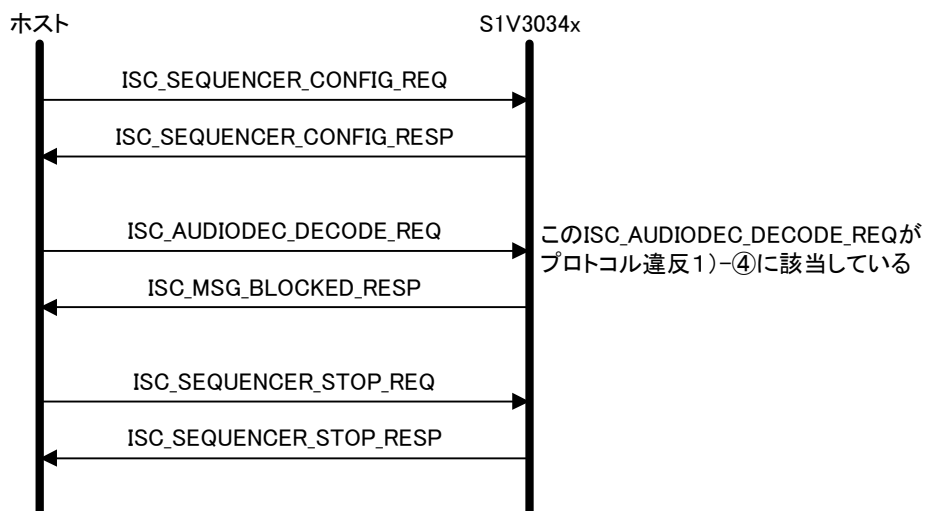 ホスト
S1V3034x
ISC_SEQUENCER_CONFIG_REQ
ISC_SEQUENCER_CONFIG_RESP
ISC_AUDIODEC_DECODE_REQ
このISC_AUDIODEC_DECODE_REQが
プロトコル違反1)-④に該当している
ISC_MSG_BLOCKED_RESP
ISC_SEQUENCER_STOP_REQ
ISC_SEQUENCER_STOP_RESP